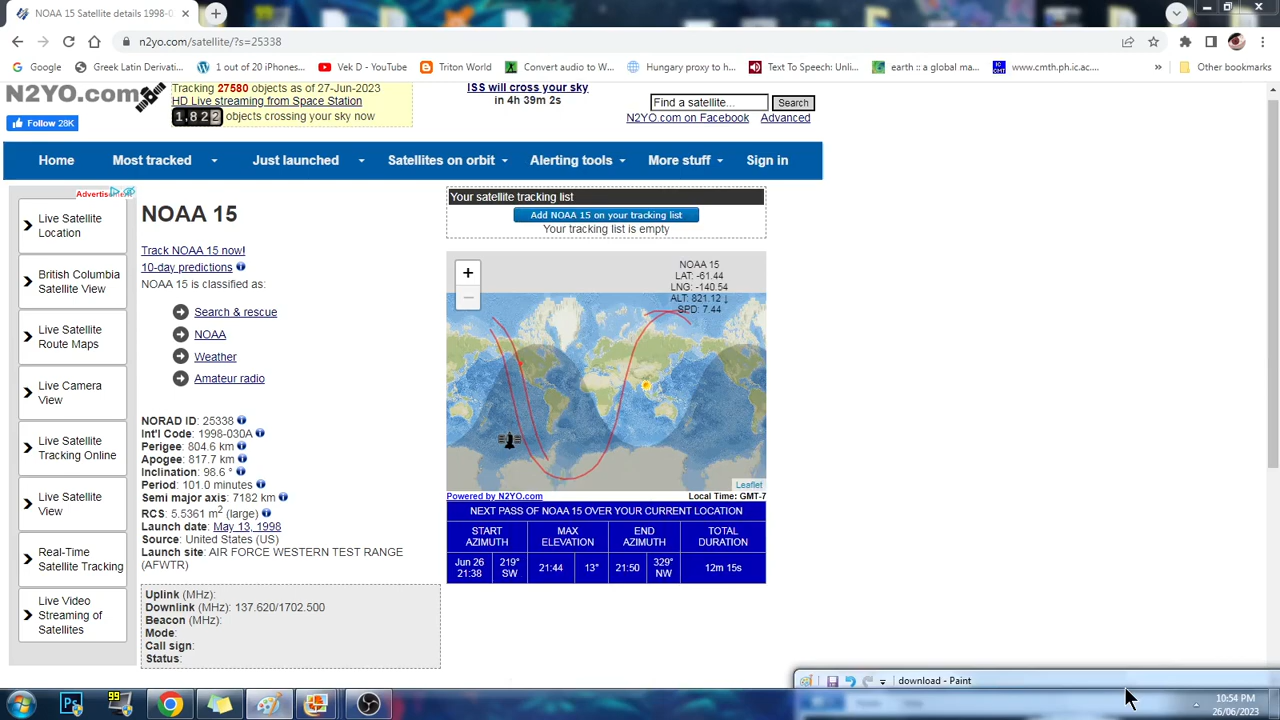 NOAA 15 Satellite details 1998-0
n2yo.com/satellite/?s=25338
Google
Greek Latin Derivati...
1 out of 20 iPhones...
Vek D - YouTube
Triton World
Convert audio to W...
Hungary proxy to h...
Text To Speech: Unli...
earth :: a global ma...
www.cmth.ph.ic.ac....
»
Other bookmarks
N2YO.com
Follow 28K
Tracking 27580 objects as of 27-Jun-2023
HD Live streaming from Space Station
1,822 objects crossing your sky now
ISS will cross your sky
in 4h 39m 2s
Find a satellite...
Search
N2YO.com on Facebook
Advanced
Home
Most tracked
Just launched
Satellites on orbit
Alerting tools
More stuff
Sign in
Live Satellite
Location
British Columbia
Satellite View
Live Satellite
Route Maps
Live Camera
View
Live Satellite
Tracking Online
Live Satellite
View
Real-Time
Satellite Tracking
Live Video
Streaming of
Satellites
NOAA 15
Track NOAA 15 now!
10-day predictions
NOAA 15 is classified as:
Search & rescue
NOAA
Weather
Amateur radio
NORAD ID: 25338
Int'l Code: 1998-030A
Perigee: 804.6 km
Apogee: 817.7 km
Inclination: 98.6 °
Period: 101.0 minutes
Semi major axis: 7182 km
RCS: 5.5361 m2 (large)
Launch date: May 13, 1998
Source: United States (US)
Launch site: AIR FORCE WESTERN TEST RANGE
(AFWTR)
Uplink (MHz):
Downlink (MHz): 137.620/1702.500
Beacon (MHz):
Mode:
Call sign:
Status:
Your satellite tracking list
Add NOAA 15 on your tracking list
Your tracking list is empty
+
−
NOAA 15
LAT: -61.44
LNG: -140.54
ALT: 821.12 ↓
SPD: 7.44
Leaflet
Powered by N2YO.com
Local Time: GMT-7
NEXT PASS OF NOAA 15 OVER YOUR CURRENT LOCATION
START
AZIMUTH
MAX
ELEVATION
END
AZIMUTH
TOTAL
DURATION
Jun 26
21:38
219°
SW
21:44
13°
21:50
329°
NW
12m 15s
download - Paint
99
10:54 PM
26/06/2023